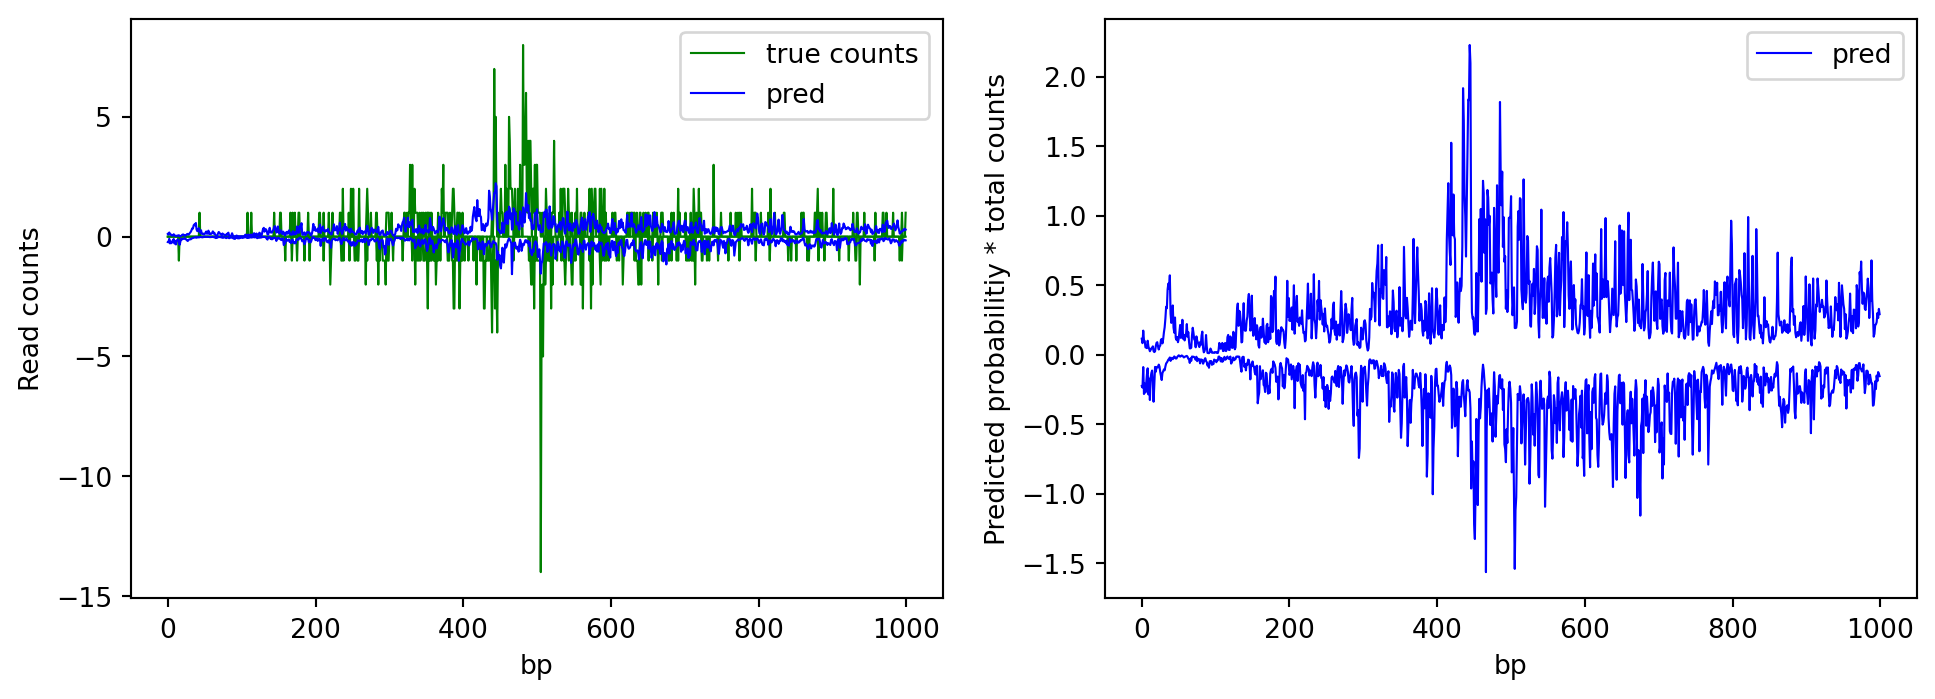 true counts
pred
5
0
−5
−10
−15
Read counts
0 200 400 600 800 1000
bp
pred
2.0
1.5
1.0
0.5
0.0
−0.5
−1.0
−1.5
Predicted probabilitiy * total counts
0 200 400 600 800 1000
bp